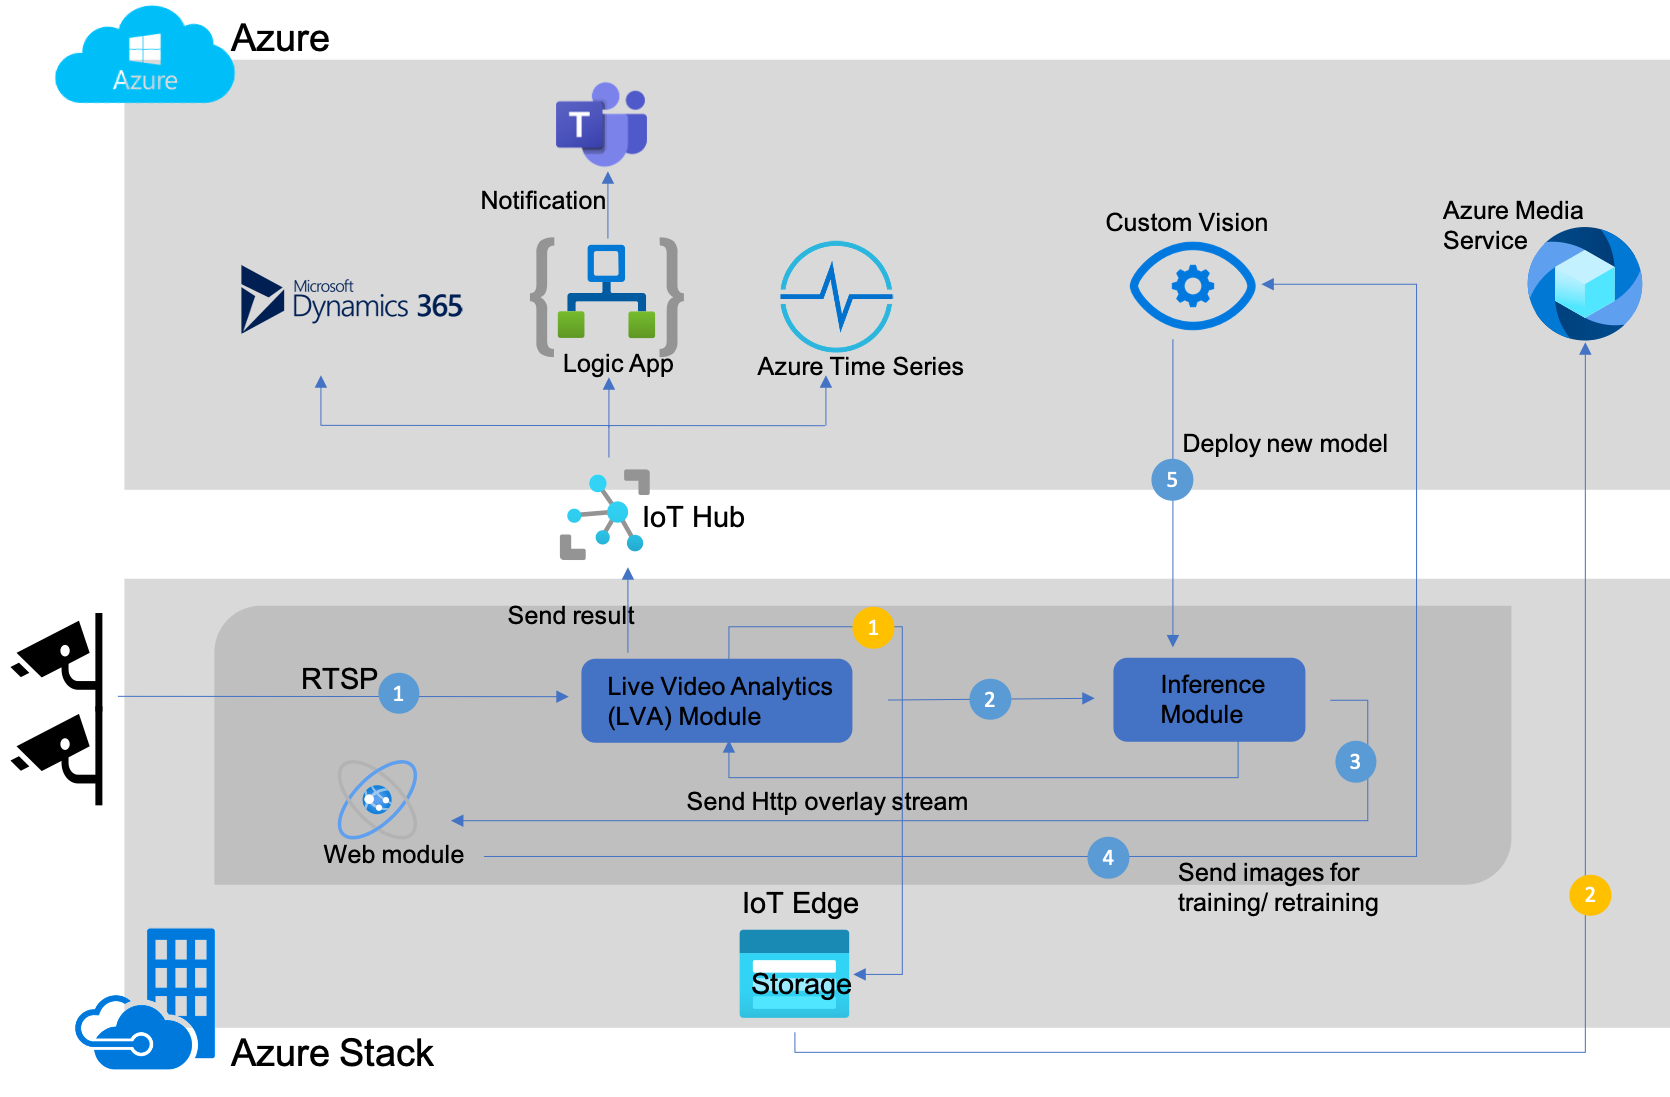 Azure
Azure
T
Notification
Custom Vision
Azure Media
Service
Microsoft
Dynamics 365
Logic App
Azure Time Series
Deploy new model
5
IoT Hub
Send result
1
RTSP
1
Live Video Analytics
(LVA) Module
2
Inference
Module
3
Send Http overlay stream
Web module
4
Send images for
training/ retraining
2
IoT Edge
Storage
Azure Stack